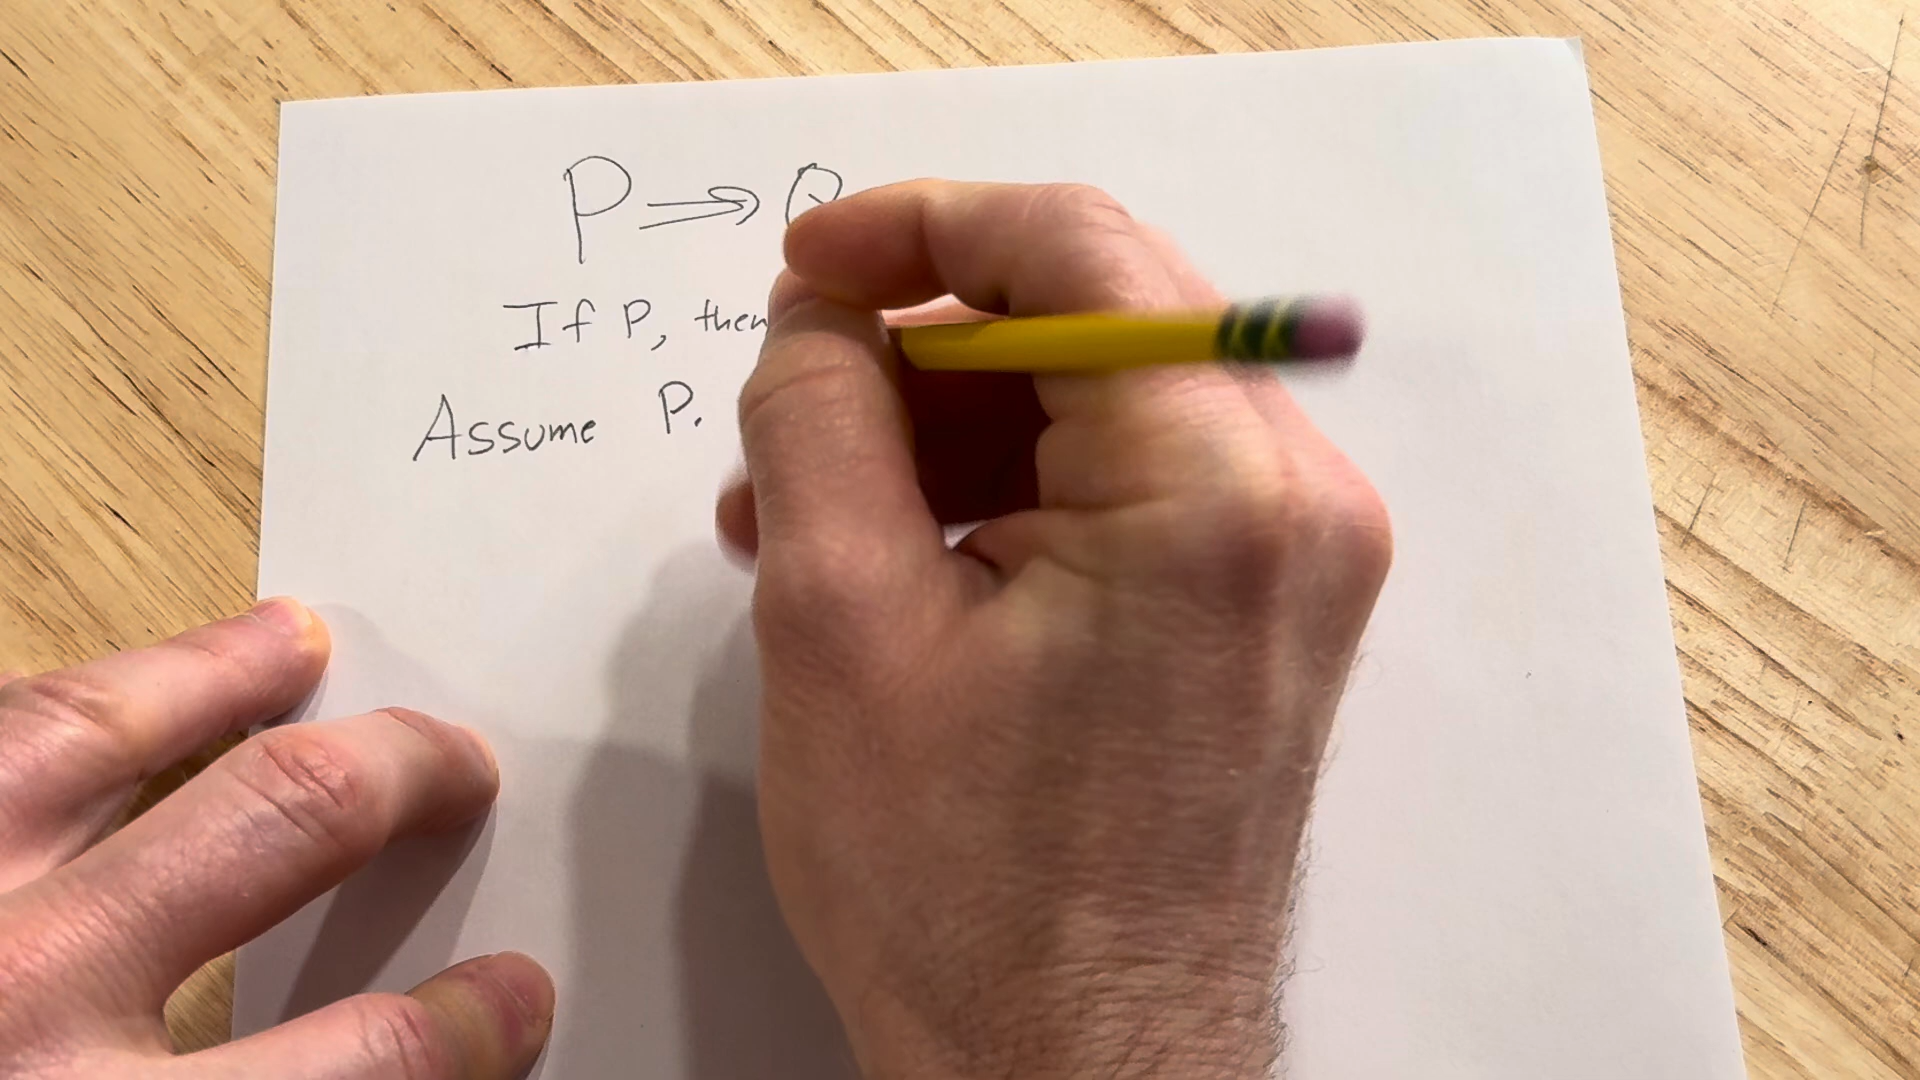 P ⇒ Q
If P, then
Assume P.